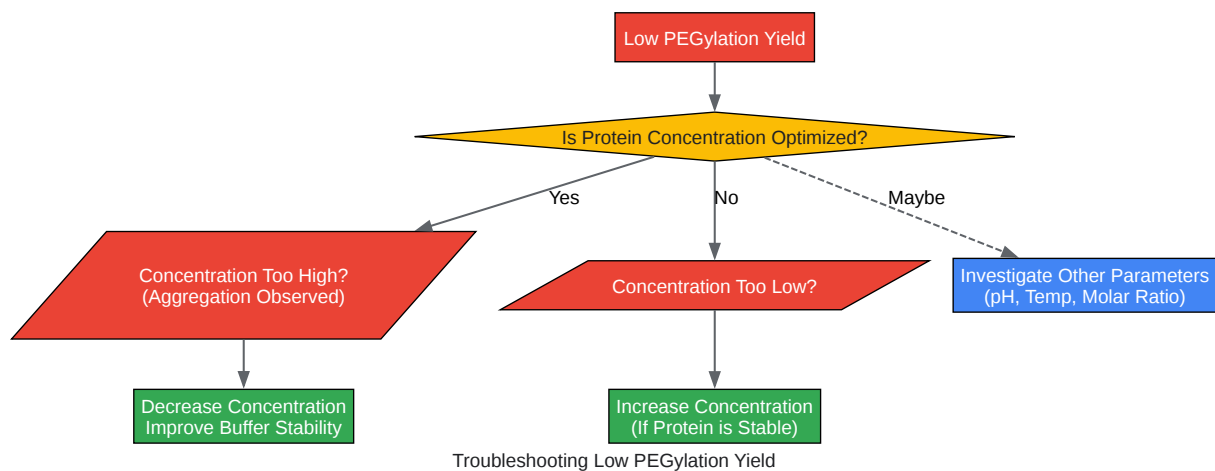 Low PEGylation Yield
Is Protein Concentration Optimized?
Yes
No
Maybe
Concentration Too High?
(Aggregation Observed)
Concentration Too Low?
Investigate Other Parameters
(pH, Temp, Molar Ratio)
Decrease Concentration
Improve Buffer Stability
Increase Concentration
(If Protein is Stable)
Troubleshooting Low PEGylation Yield